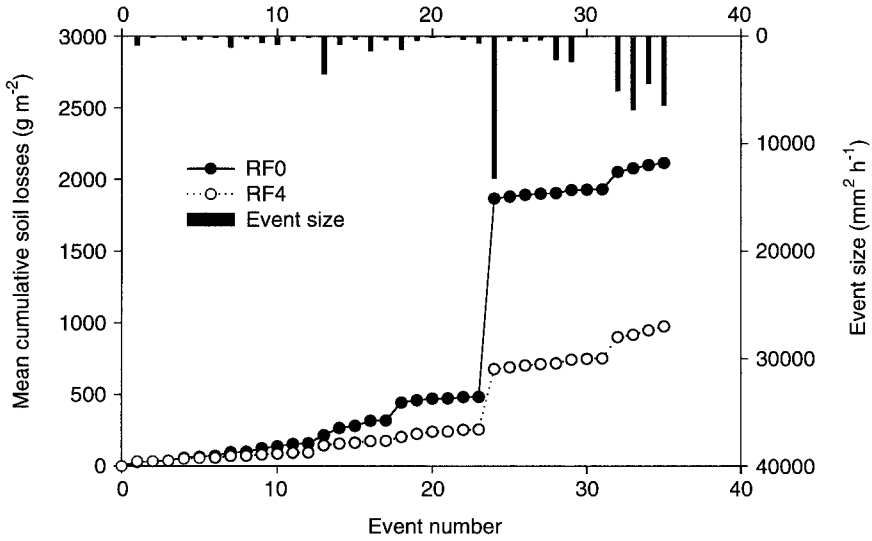 0 10 20 30 40
3000 0
2500
10000
2000
1500 20000
1000
30000
500
0 40000
0 10 20 30 40
Mean cumulative soil losses (g m⁻²)
Event size (mm² h⁻¹)
RF0
RF4
Event size
Event number